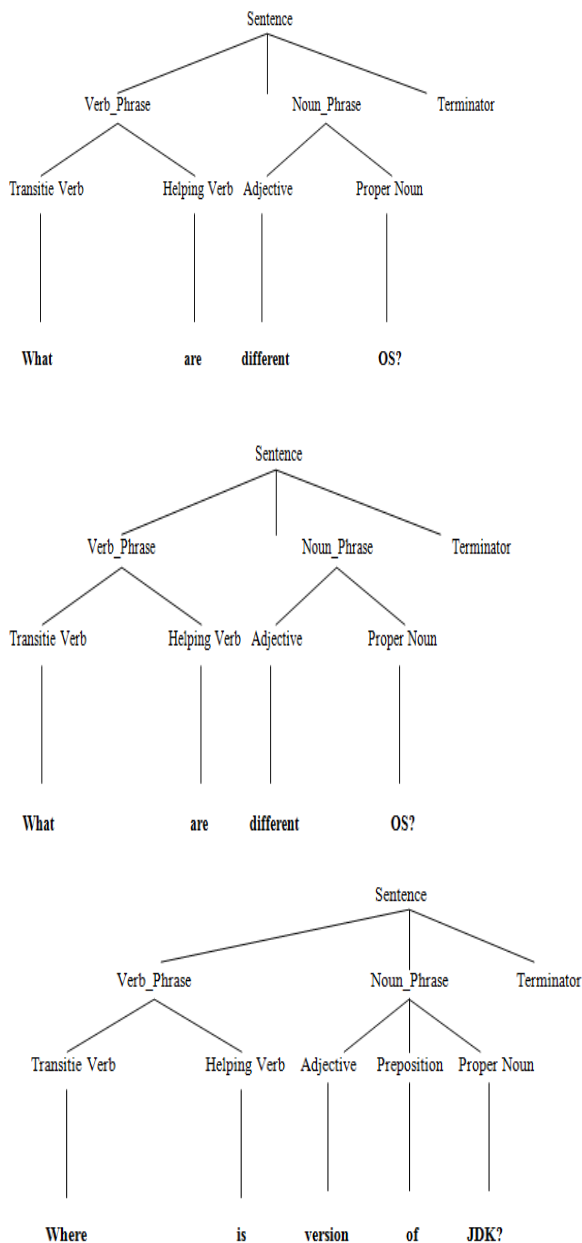 Sentence
Verb_Phrase Noun_Phrase Terminator
Transitie Verb Helping Verb Adjective Proper Noun
What are different OS?
Sentence
Verb_Phrase Noun_Phrase Terminator
Transitie Verb Helping Verb Adjective Proper Noun
What are different OS?
Sentence
Verb_Phrase Noun_Phrase Terminator
Transitie Verb Helping Verb Adjective Preposition Proper Noun
Where is version of JDK?